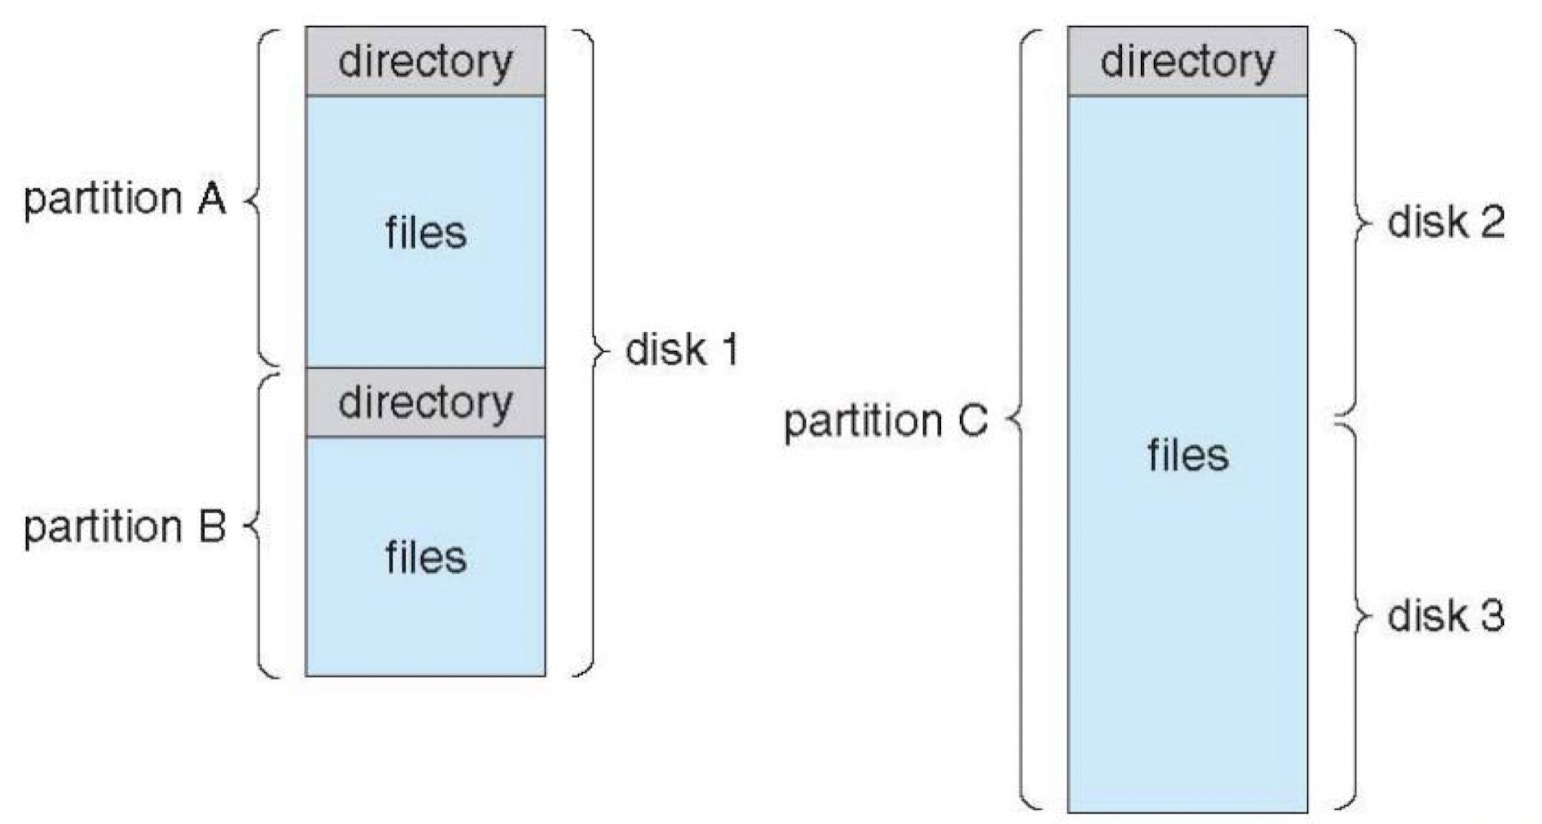 directory
partition A
files
disk 1
directory
partition B
files
directory
disk 2
partition C
files
disk 3